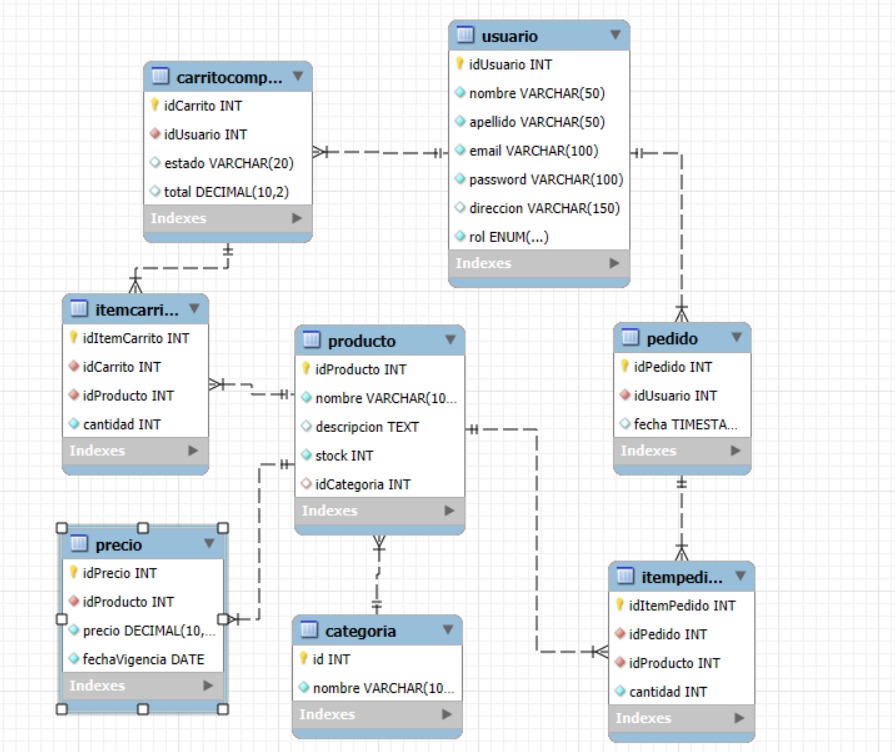 carritocomp...
idCarrito INT
idUsuario INT
estado VARCHAR(20)
total DECIMAL(10,2)
Indexes
usuario
idUsuario INT
nombre VARCHAR(50)
apellido VARCHAR(50)
email VARCHAR(100)
password VARCHAR(100)
direccion VARCHAR(150)
rol ENUM(...)
Indexes
itemcarri...
idItemCarrito INT
idCarrito INT
idProducto INT
cantidad INT
Indexes
producto
idProducto INT
nombre VARCHAR(10...
descripcion TEXT
stock INT
idCategoria INT
Indexes
pedido
idPedido INT
idUsuario INT
fecha TIMESTA...
Indexes
precio
idPrecio INT
idProducto INT
precio DECIMAL(10,...
fechaVigencia DATE
Indexes
categoria
id INT
nombre VARCHAR(10...
Indexes
itempedi...
idItemPedido INT
idPedido INT
idProducto INT
cantidad INT
Indexes